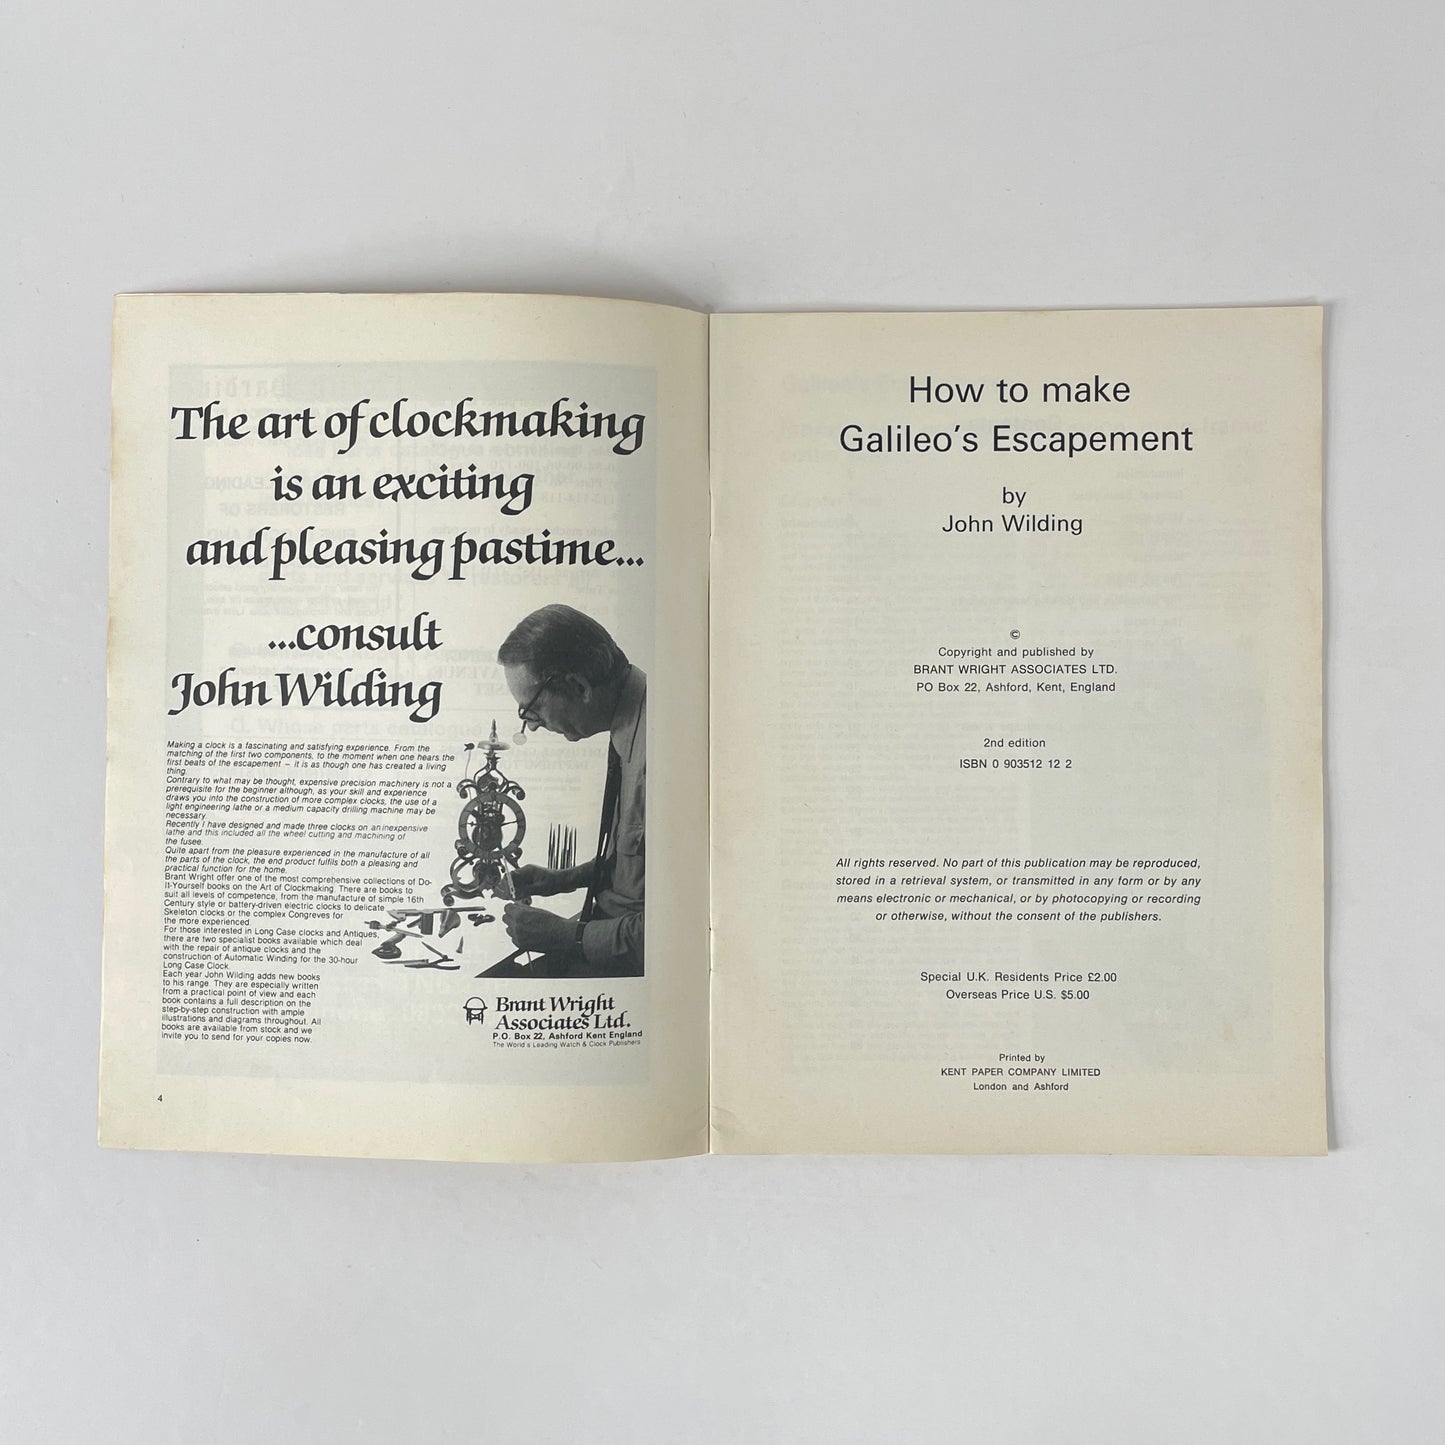 The art of clockmaking
is an exciting
and pleasing pastime...
...consult
John Wilding
Making a clock is a fascinating and satisfying experience. From the
matching of the first two components, to the moment when one hears the
first beats of the escapement – it is as though one has created a living
thing.
Contrary to what may be thought, expensive precision machinery is not a
prerequisite for the beginner although, as your skill and experience
draws you into the construction of more complex clocks, the use of a
light engineering lathe or a medium capacity drilling machine may be
necessary.
Recently I have designed and made three clocks on an inexpensive
lathe and this included all the wheel cutting and machining of
the fusee.
Quite apart from the pleasure experienced in the manufacture of all
the parts of the clock, the end product fulfils both a pleasing and
practical function for the home.
Brant Wright offer one of the most comprehensive collections of Do-
It-Yourself books on the Art of Clockmaking. There are books to
suit all levels of competence, from the manufacture of simple 16th
Century style or battery-driven electric clocks to delicate
Skeleton clocks or the complex Congreves for
the more experienced.
For those interested in Long Case clocks and Antiques,
there are two specialist books available which deal
with the repair of antique clocks and the
construction of Automatic Winding for the 30-hour
Long Case Clock.
Each year John Wilding adds new books
to his range. They are especially written
from a practical point of view and each
book contains a full description on the
step-by-step construction with ample
illustrations and diagrams throughout. All
books are available from stock and we
invite you to send for your copies now.
Brant Wright
Associates Ltd.
P.O. Box 22, Ashford Kent England
The World's Leading Watch & Clock Publishers
4
How to make
Galileo's Escapement
by
John Wilding
©
Copyright and published by
BRANT WRIGHT ASSOCIATES LTD.
PO Box 22, Ashford, Kent, England
2nd edition
ISBN 0 903512 12 2
All rights reserved. No part of this publication may be reproduced,
stored in a retrieval system, or transmitted in any form or by any
means electronic or mechanical, or by photocopying or recording
or otherwise, without the consent of the publishers.
Special U.K. Residents Price £2.00
Overseas Price U.S. $5.00
Printed by
KENT PAPER COMPANY LIMITED
London and Ashford